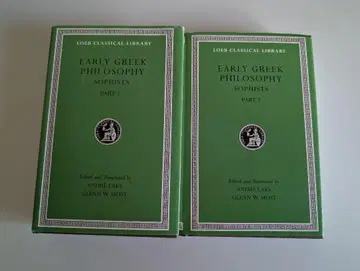 LOEB CLASSICAL LIBRARY
EARLY GREEK
PHILOSOPHY
SOPHISTS
PART 1
Edited and Translated by
ANDRÉ LAKS
GLENN W. MOST
LOEB CLASSICAL LIBRARY
EARLY GREEK
PHILOSOPHY
SOPHISTS
PART
Edited and Translated by
ANDRÉ LAKS
GLENN W. MOST